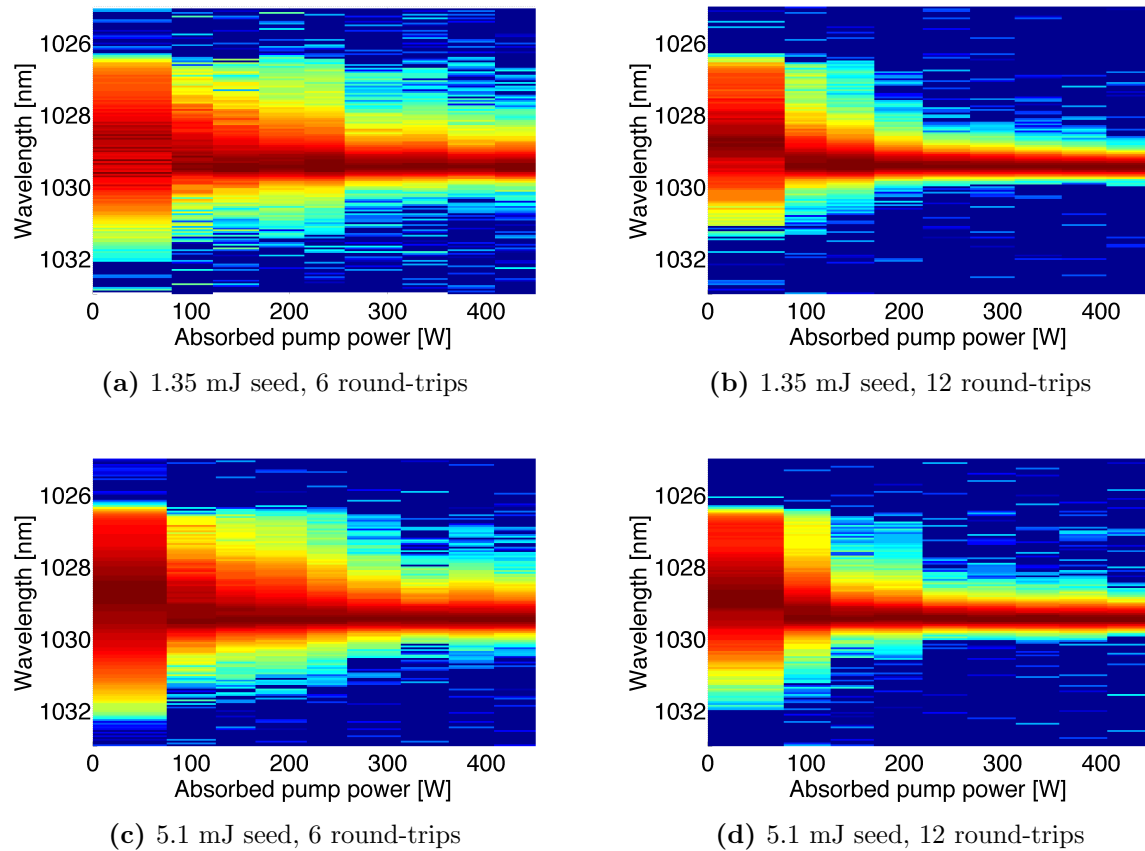 1026
1028
1030
1032
Wavelength [nm]
0 100 200 300 400
Absorbed pump power [W]
(a) 1.35 mJ seed, 6 round-trips
1026
1028
1030
1032
Wavelength [nm]
0 100 200 300 400
Absorbed pump power [W]
(b) 1.35 mJ seed, 12 round-trips
1026
1028
1030
1032
Wavelength [nm]
0 100 200 300 400
Absorbed pump power [W]
(c) 5.1 mJ seed, 6 round-trips
1026
1028
1030
1032
Wavelength [nm]
0 100 200 300 400
Absorbed pump power [W]
(d) 5.1 mJ seed, 12 round-trips